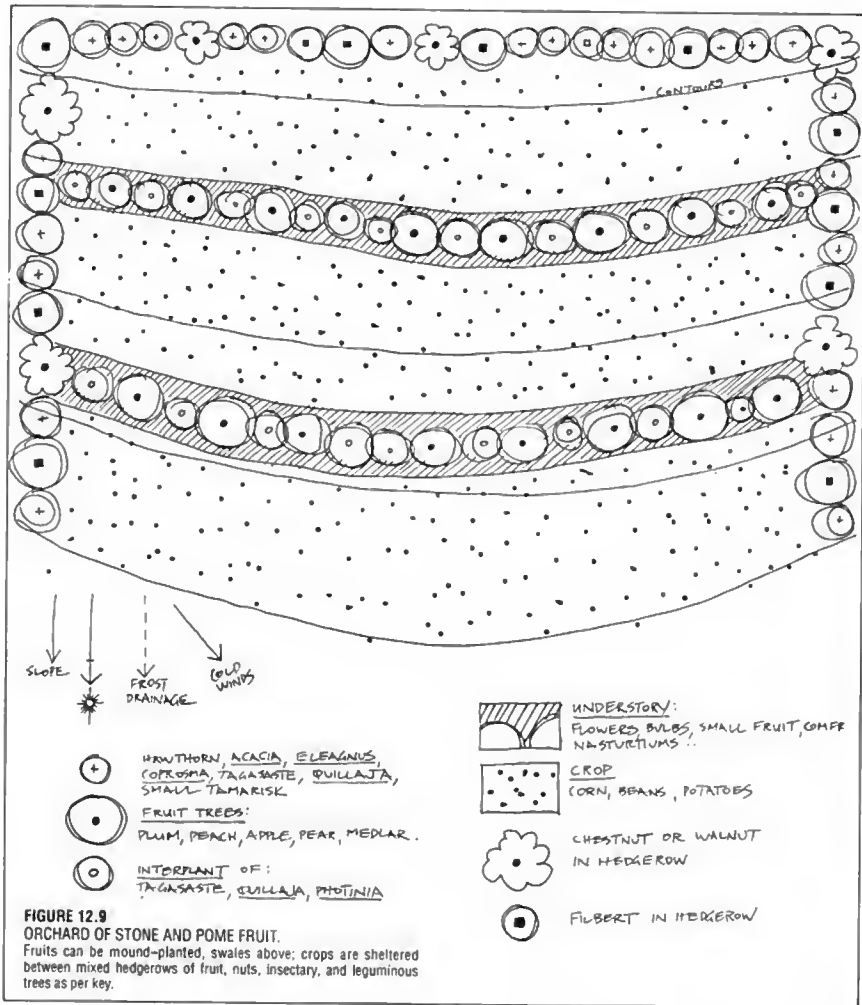 CONTOURS
SLOPE
FROST
DRAINAGE
COLD
WINDS
HAWTHORN, ACACIA, ELEAGNUS,
COPROSMA, TAGASASTE, QUILLAJA,
SMALL TAMARISK
FRUIT TREES:
PLUM, PEACH, APPLE, PEAR, MEDLAR.
INTERPLANT OF:
TAGASASTE, QUILLAJA, PHOTINIA
UNDERSTORY:
FLOWERS, BULBS, SMALL FRUIT, COMFR
NASTURTIUMS ..
CROP
CORN, BEANS, POTATOES
CHESTNUT OR WALNUT
IN HEDGEROW
FILBERT IN HEDGEROW
FIGURE 12.9
ORCHARD OF STONE AND POME FRUIT.
Fruits can be mound-planted, swales above; crops are sheltered
between mixed hedgerows of fruit, nuts, insectary, and leguminous
trees as per key.